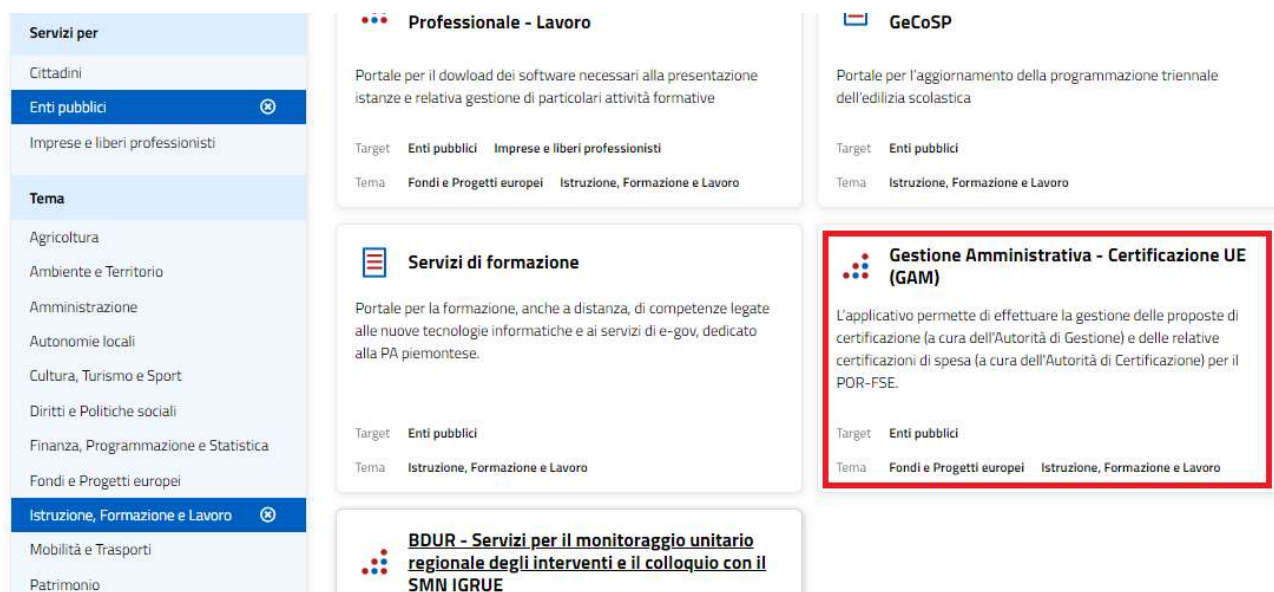 Servizi per
Cittadini
Enti pubblici
Imprese e liberi professionisti
Tema
Agricoltura
Ambiente e Territorio
Amministrazione
Autonomie locali
Cultura, Turismo e Sport
Diritti e Politiche sociali
Finanza, Programmazione e Statistica
Fondi e Progetti europei
Istruzione, Formazione e Lavoro
Mobilità e Trasporti
Patrimonio
Professionale - Lavoro
Portale per il dowload dei software necessari alla presentazione
istanze e relativa gestione di particolari attività formative
Target Enti pubblici Imprese e liberi professionisti
Tema Fondi e Progetti europei Istruzione, Formazione e Lavoro
GeCoSP
Portale per l'aggiornamento della programmazione triennale
dell'edilizia scolastica
Target Enti pubblici
Tema Istruzione, Formazione e Lavoro
Servizi di formazione
Portale per la formazione, anche a distanza, di competenze legate
alle nuove tecnologie informatiche e ai servizi di e-gov, dedicato
alla PA piemontese.
Target Enti pubblici
Tema Istruzione, Formazione e Lavoro
Gestione Amministrativa - Certificazione UE
(GAM)
L'applicativo permette di effettuare la gestione delle proposte di
certificazione (a cura dell'Autorità di Gestione) e delle relative
certificazioni di spesa (a cura dell'Autorità di Certificazione) per il
POR-FSE.
Target Enti pubblici
Tema Fondi e Progetti europei Istruzione, Formazione e Lavoro
BDUR - Servizi per il monitoraggio unitario
regionale degli interventi e il colloquio con il
SMN IGRUE